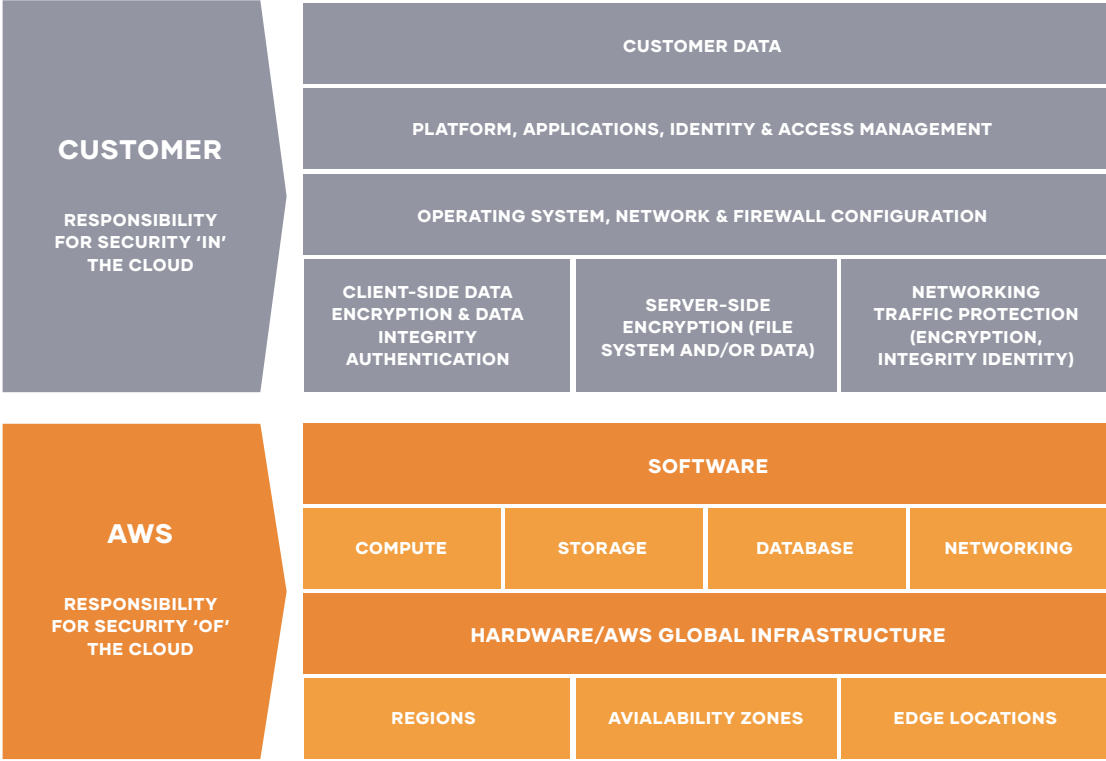 CUSTOMER
RESPONSIBILITY
FOR SECURITY ‘IN’
THE CLOUD
CUSTOMER DATA
PLATFORM, APPLICATIONS, IDENTITY & ACCESS MANAGEMENT
OPERATING SYSTEM, NETWORK & FIREWALL CONFIGURATION
CLIENT-SIDE DATA
ENCRYPTION & DATA
INTEGRITY
AUTHENTICATION
SERVER-SIDE
ENCRYPTION (FILE
SYSTEM AND/OR DATA)
NETWORKING
TRAFFIC PROTECTION
(ENCRYPTION,
INTEGRITY IDENTITY)
AWS
RESPONSIBILITY
FOR SECURITY ‘OF’
THE CLOUD
SOFTWARE
COMPUTE
STORAGE
DATABASE
NETWORKING
HARDWARE/AWS GLOBAL INFRASTRUCTURE
REGIONS
AVIALABILITY ZONES
EDGE LOCATIONS